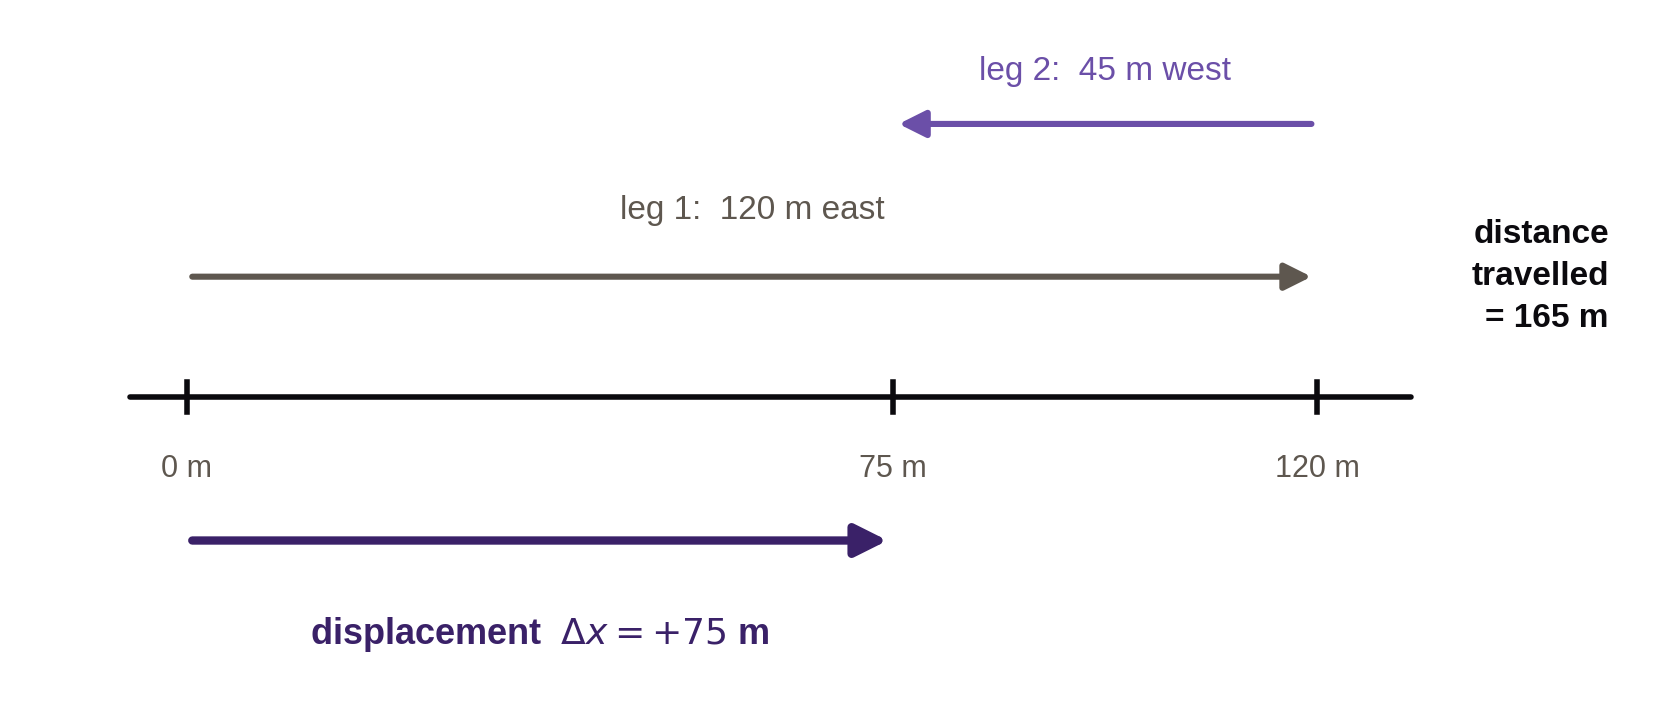 leg 2:  45 m west
leg 1:  120 m east
distance
travelled
= 165 m
0 m
75 m
120 m
displacement  Δx = +75 m